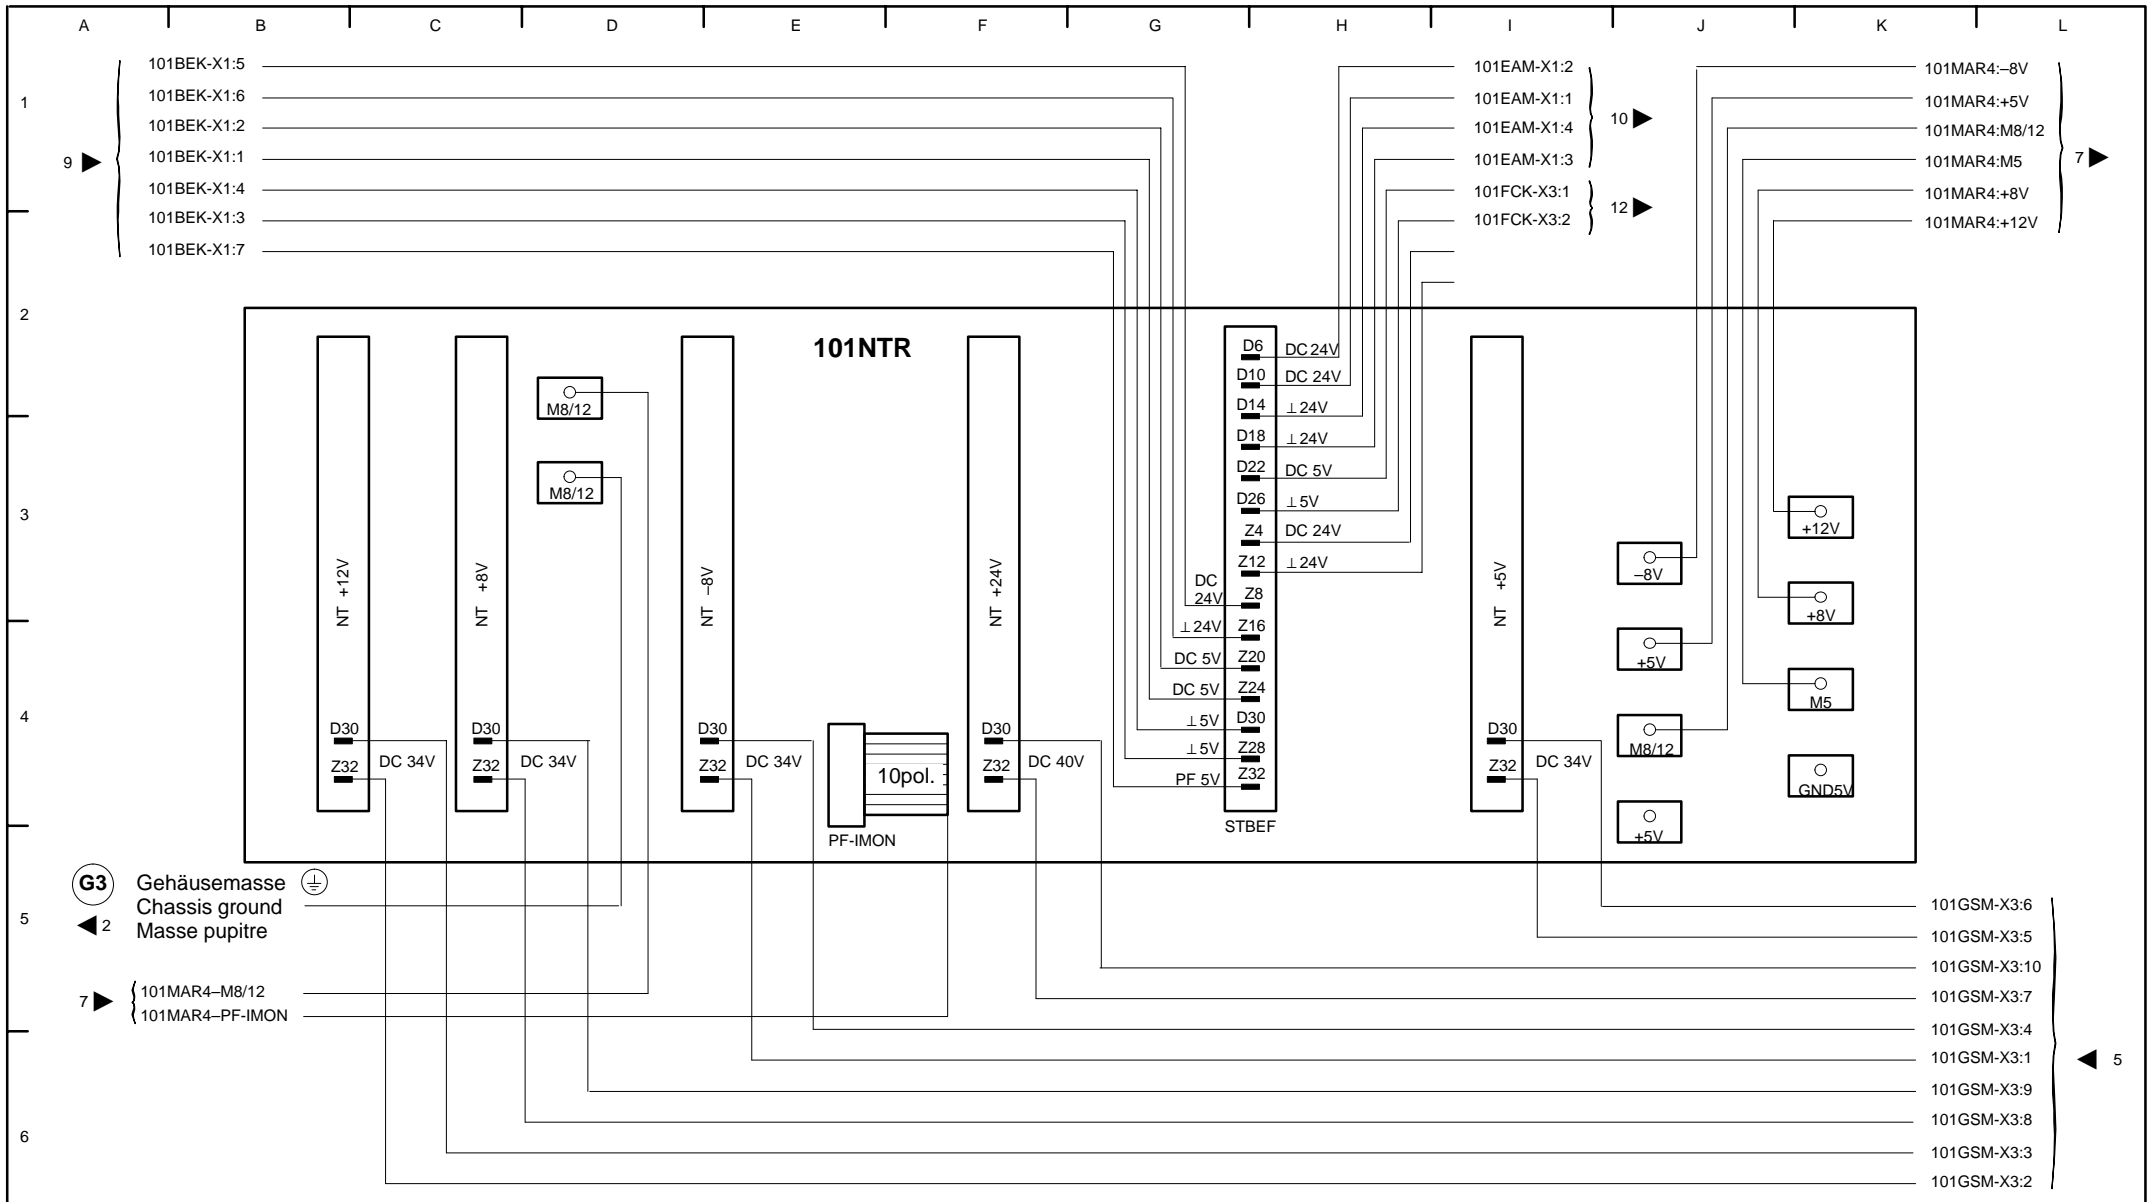 A B C D E F G H I J K L
1
2
3
4
5
6
101BEK-X1:5
101BEK-X1:6
101BEK-X1:2
101BEK-X1:1
101BEK-X1:4
101BEK-X1:3
101BEK-X1:7
9
101EAM-X1:2
101EAM-X1:1
101EAM-X1:4
101EAM-X1:3
10
101FCK-X3:1
101FCK-X3:2
12
101MAR4:–8V
101MAR4:+5V
101MAR4:M8/12
101MAR4:M5
101MAR4:+8V
101MAR4:+12V
7
101NTR
NT +12V
D30
Z32
DC 34V
NT +8V
D30
Z32
DC 34V
M8/12
M8/12
NT –8V
D30
Z32
DC 34V
10pol.
PF-IMON
NT +24V
D30
Z32
DC 40V
D6 DC 24V
D10 DC 24V
D14 ⊥ 24V
D18 ⊥ 24V
D22 DC 5V
D26 ⊥ 5V
Z4 DC 24V
Z12 ⊥ 24V
DC
24V Z8
⊥ 24V Z16
DC 5V Z20
DC 5V Z24
⊥ 5V D30
⊥ 5V Z28
PF 5V Z32
STBEF
NT +5V
D30
Z32
DC 34V
–8V
+5V
M8/12
+5V
+12V
+8V
M5
GND5V
G3
Gehäusemasse
Chassis ground
Masse pupitre
2
7
101MAR4–M8/12
101MAR4–PF-IMON
101GSM-X3:6
101GSM-X3:5
101GSM-X3:10
101GSM-X3:7
101GSM-X3:4
101GSM-X3:1
101GSM-X3:9
101GSM-X3:8
101GSM-X3:3
101GSM-X3:2
5